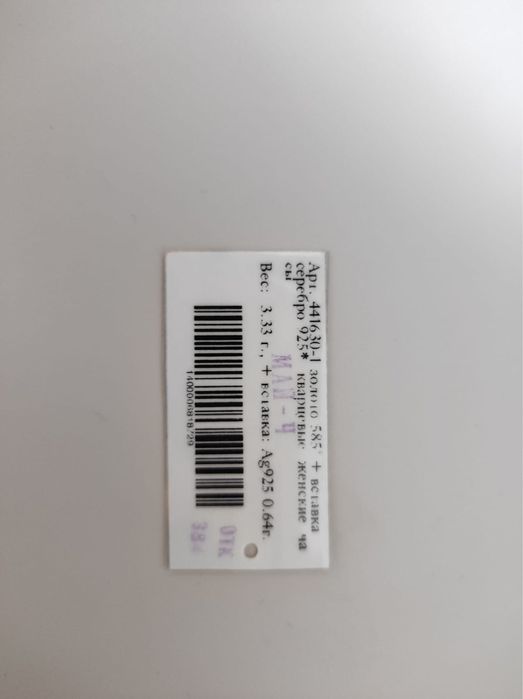 Арт. 441630-1 золото 585* + вставка
серебро 925* кварцевые женские ча
сы
МАЙ-Ч
Вес: 3.33 г., + вставка: Ag925 0.64г.
1400000818729
ОТК